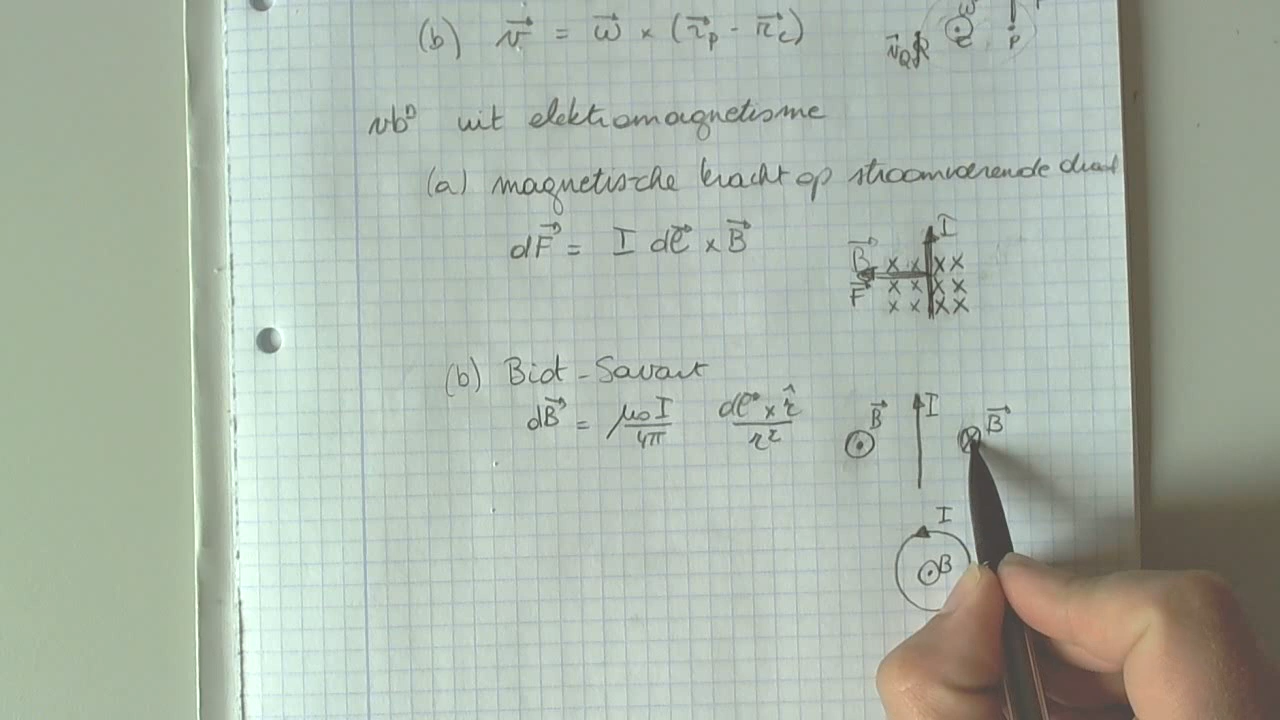 (b) v⃗ = ω⃗ × (r⃗p - r⃗c)
ω
c
p
v⃗Q
vbⁿ uit elektromagnetisme
(a) magnetische kracht op stroomvoerende draad
dF⃗ = I dℓ⃗ × B⃗
I
B⃗ x x x x
F⃗ x x x x
x x x x
(b) Biot-Savart
dB⃗ = μ₀I/4π dℓ⃗ × r̂/r²
B⃗ I B⃗
I
B